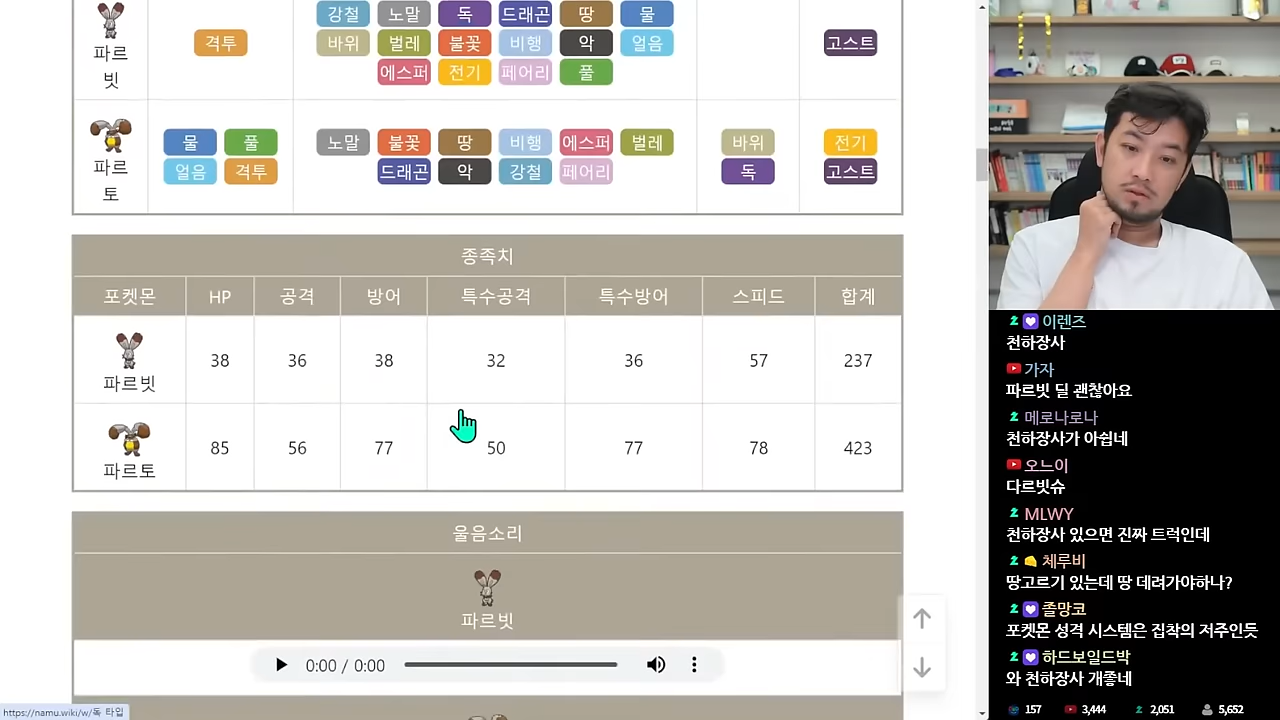 강철 노말 독 드래곤 땅 물
파르빗 격투 바위 벌레 불꽃 비행 악 얼음 고스트
에스퍼 전기 페어리 풀
물 풀 노말 불꽃 땅 비행 에스퍼 벌레 바위 전기
파르토 얼음 격투 드래곤 악 강철 페어리 독 고스트
종족치
포켓몬 HP 공격 방어 특수공격 특수방어 스피드 합계
파르빗 38 36 38 32 36 57 237
파르토 85 56 77 50 77 78 423
울음소리
파르빗
0:00 / 0:00
https://namu.wiki/w/독 타입
이렌즈
천하장사
가자
파르빗 딜 괜찮아요
메로나로나
천하장사가 아쉽네
오느이
다르빗슈
MLWY
천하장사 있으면 진짜 트럭인데
체루비
땅고르기 있는데 땅 데려가야하나?
졸망코
포켓몬 성격 시스템은 집착의 저주인듯
하드보일드박
와 천하장사 개쫗네
157 3,444 2,051 5,652